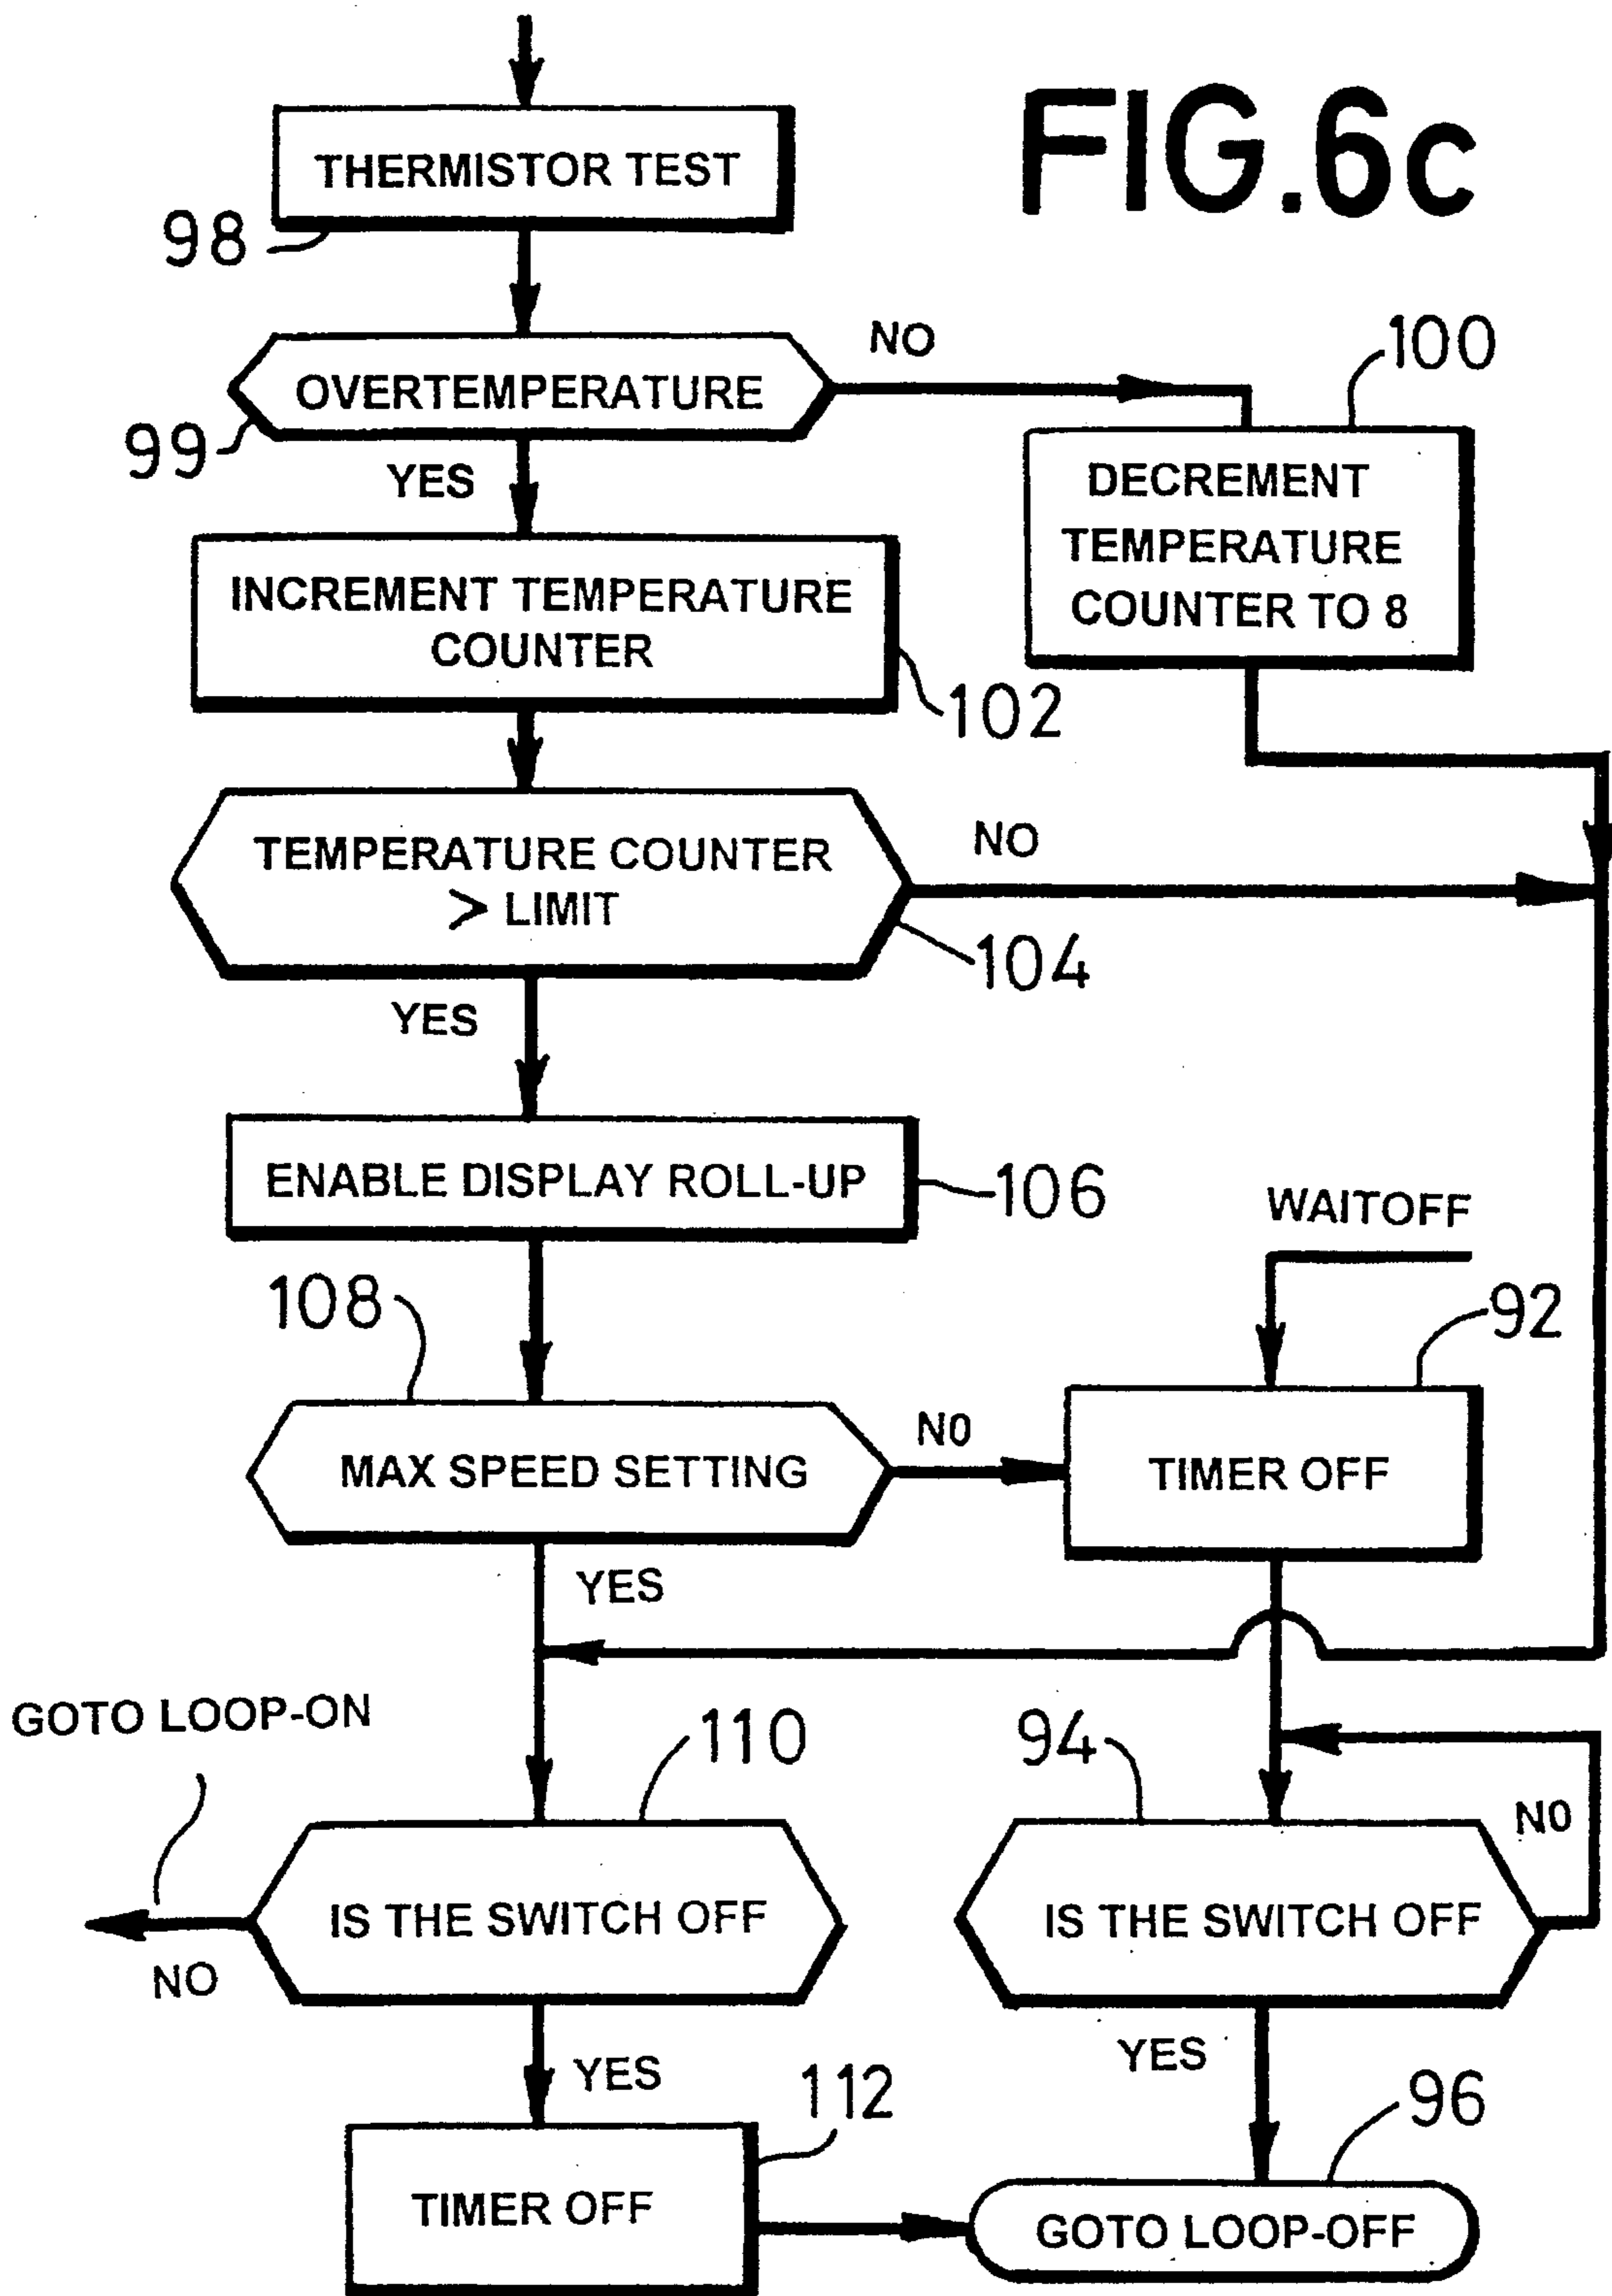 FIG.6c
THERMISTOR TEST
98
OVERTEMPERATURE
99
NO
YES
100
DECREMENT
TEMPERATURE
COUNTER TO 8
INCREMENT TEMPERATURE
COUNTER
102
TEMPERATURE COUNTER
> LIMIT
NO
104
YES
ENABLE DISPLAY ROLL-UP
106
WAITOFF
108
92
MAX SPEED SETTING
N0
TIMER OFF
YES
GOTO LOOP-ON
110
94
N0
IS THE SWITCH OFF
IS THE SWITCH OFF
NO
YES
YES
112
96
TIMER OFF
GOTO LOOP-OFF